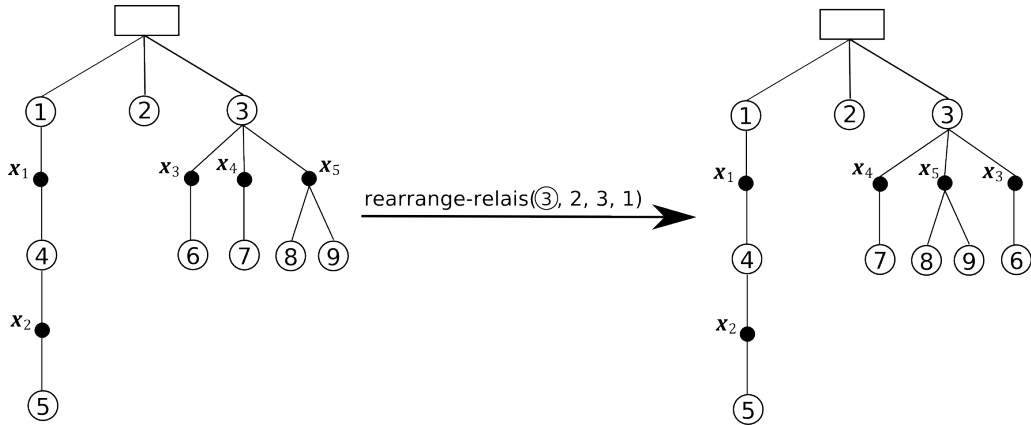 1 2 3
x1 x3 x4 x5
4 6 7 8 9
x2
5
rearrange-relais(③, 2, 3, 1)
1 2 3
x1 x4 x5 x3
4 7 8 9 6
x2
5